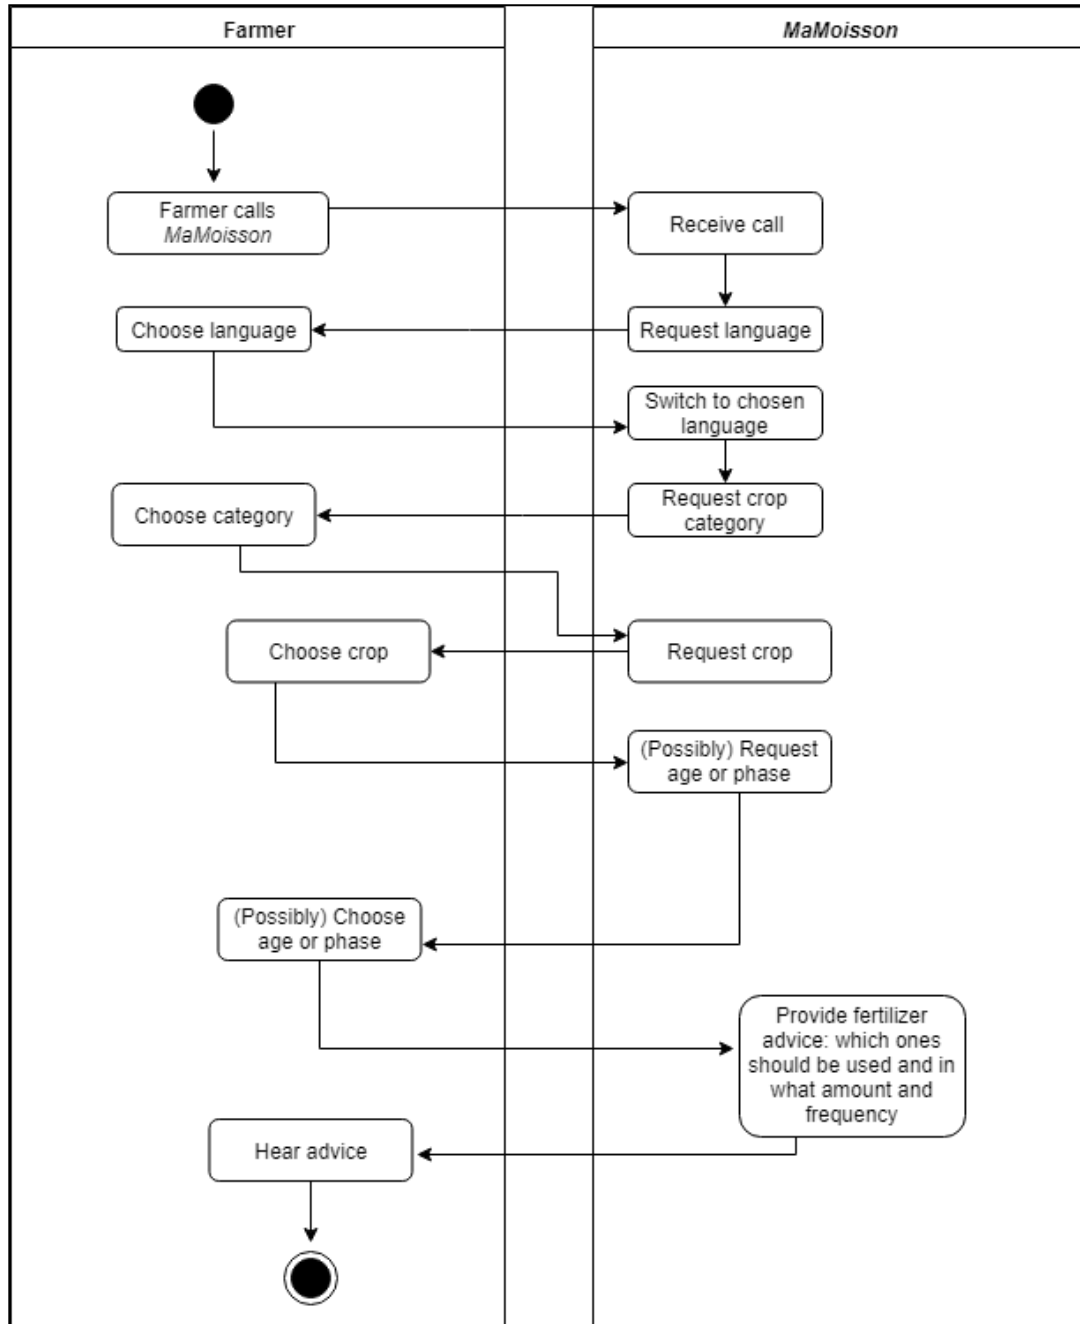 Farmer
MaMoisson
Farmer calls
MaMoisson
Receive call
Choose language
Request language
Switch to chosen
language
Choose category
Request crop
category
Choose crop
Request crop
(Possibly) Request
age or phase
(Possibly) Choose
age or phase
Provide fertilizer
advice: which ones
should be used and in
what amount and
frequency
Hear advice